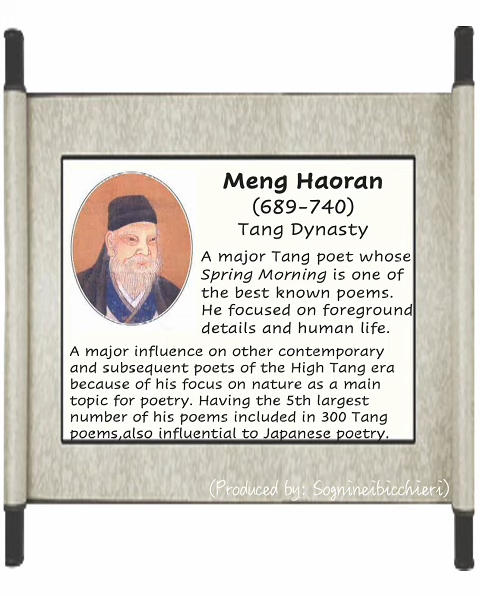 Meng Haoran
(689-740)
Tang Dynasty
A major Tang poet whose
Spring Morning is one of
the best known poems.
He focused on foreground
details and human life.
A major influence on other contemporary
and subsequent poets of the High Tang era
because of his focus on nature as a main
topic for poetry. Having the 5th largest
number of his poems included in 300 Tang
poems,also influential to Japanese poetry.
(Produced by: Sognineibicchieri)